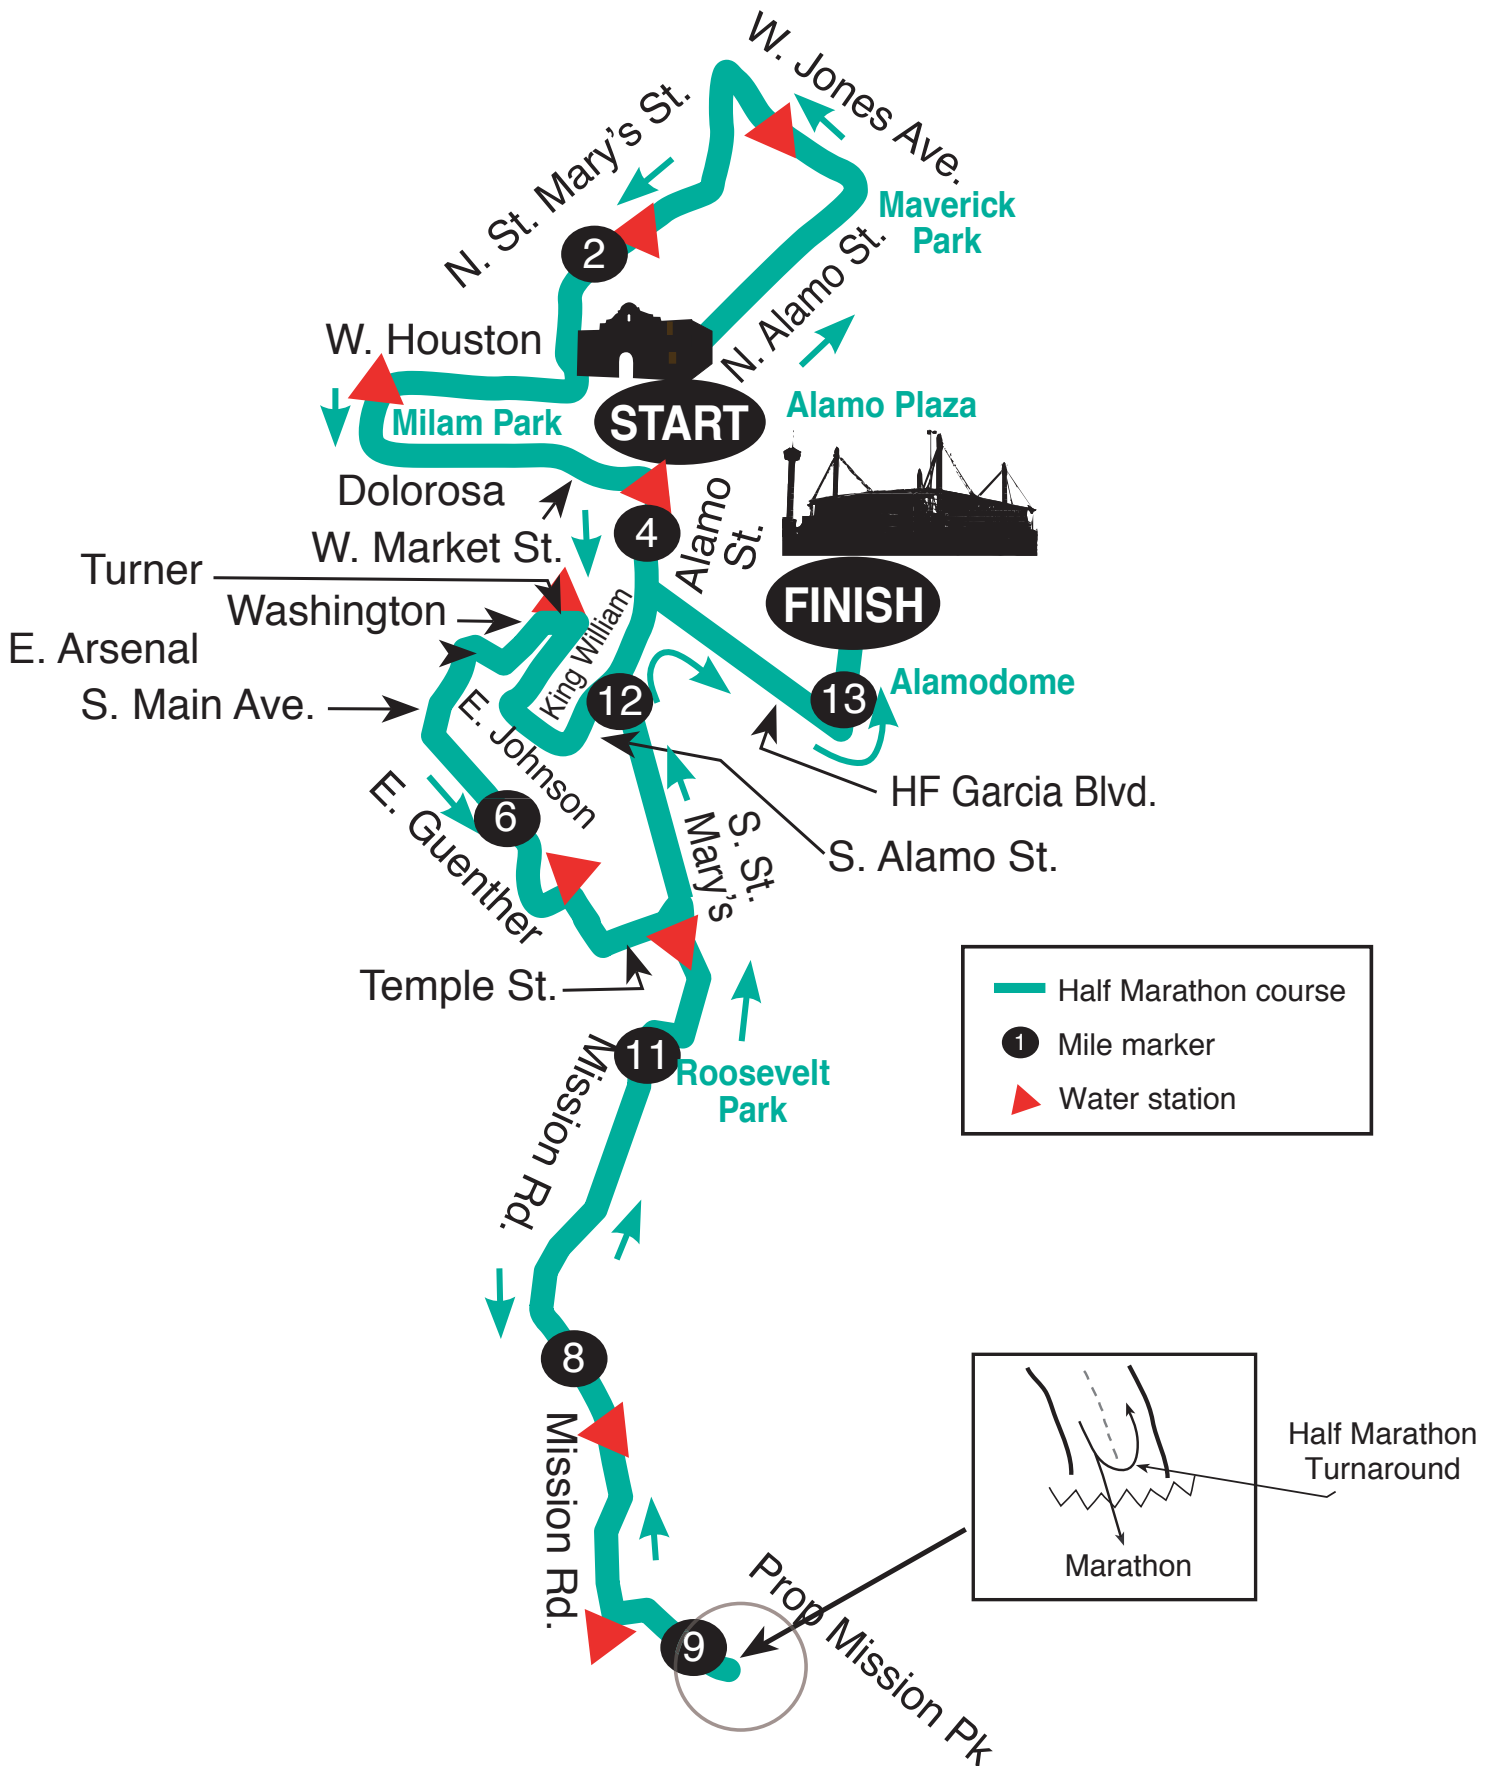 W. Jones Ave.
N. St. Mary's St.
Maverick
Park
2
N. Alamo St.
W. Houston
Milam Park
START
Alamo Plaza
Dolorosa
W. Market St.
4
Alamo
St.
Turner
Washington
FINISH
E. Arsenal
King William
S. Main Ave.
12
13
Alamodome
E. Johnson
HF Garcia Blvd.
E. Guenther
6
S. St.
Mary's
S. Alamo St.
Temple St.
Half Marathon course
1
Mile marker
Water station
Mission Rd.
11
Roosevelt
Park
8
Mission Rd.
Half Marathon
Turnaround
Marathon
9
Prop Mission Pk